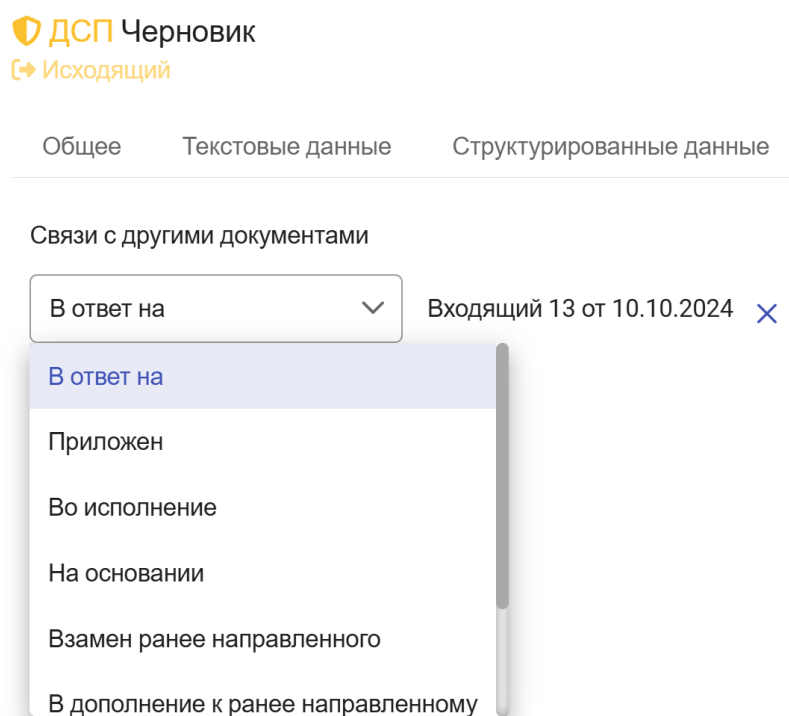 ДСП Черновик
Исходящий
Общее Текстовые данные Структурированные данные
Связи с другими документами
В ответ на Входящий 13 от 10.10.2024
В ответ на
Приложен
Во исполнение
На основании
Взамен ранее направленного
В дополнение к ранее направленному